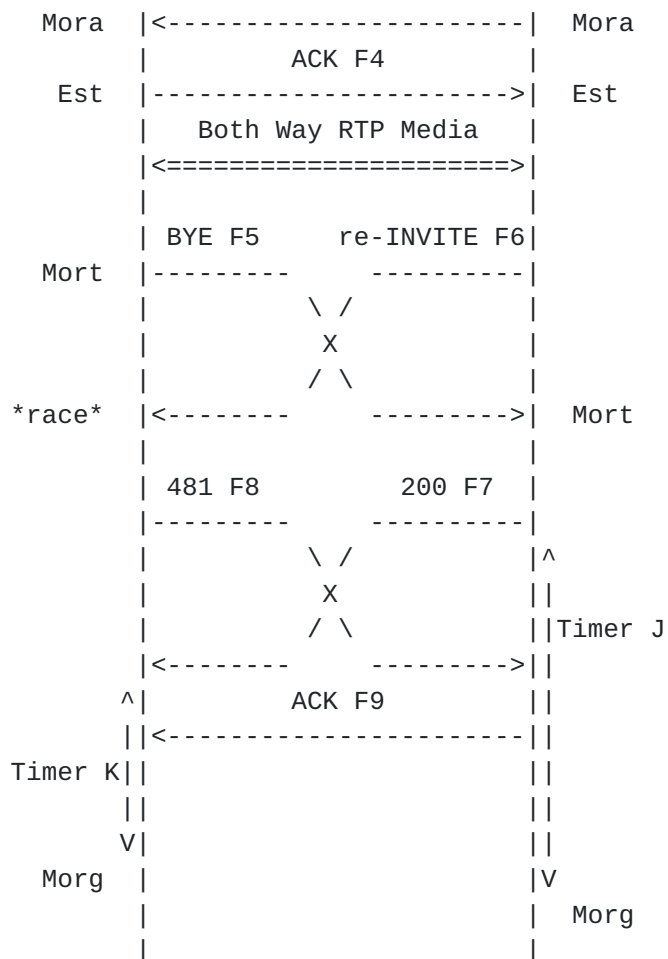 Mora |<----------------------| Mora
| ACK F4 |
Est |----------------------->| Est
| Both Way RTP Media |
|<======================>|
| |
| BYE F5 re-INVITE F6|
Mort |--------- ----------|
| \ / |
| X |
| / \ |
*race* |<-------- --------->| Mort
| |
| 481 F8 200 F7 |
|--------- ----------|
| \ / |^
| X ||
| / \ ||Timer J
|<-------- --------->||
^| ACK F9 ||
||<-----------------------||
Timer K|| ||
|| ||
V| ||
Morg | |V
| | Morg
| |